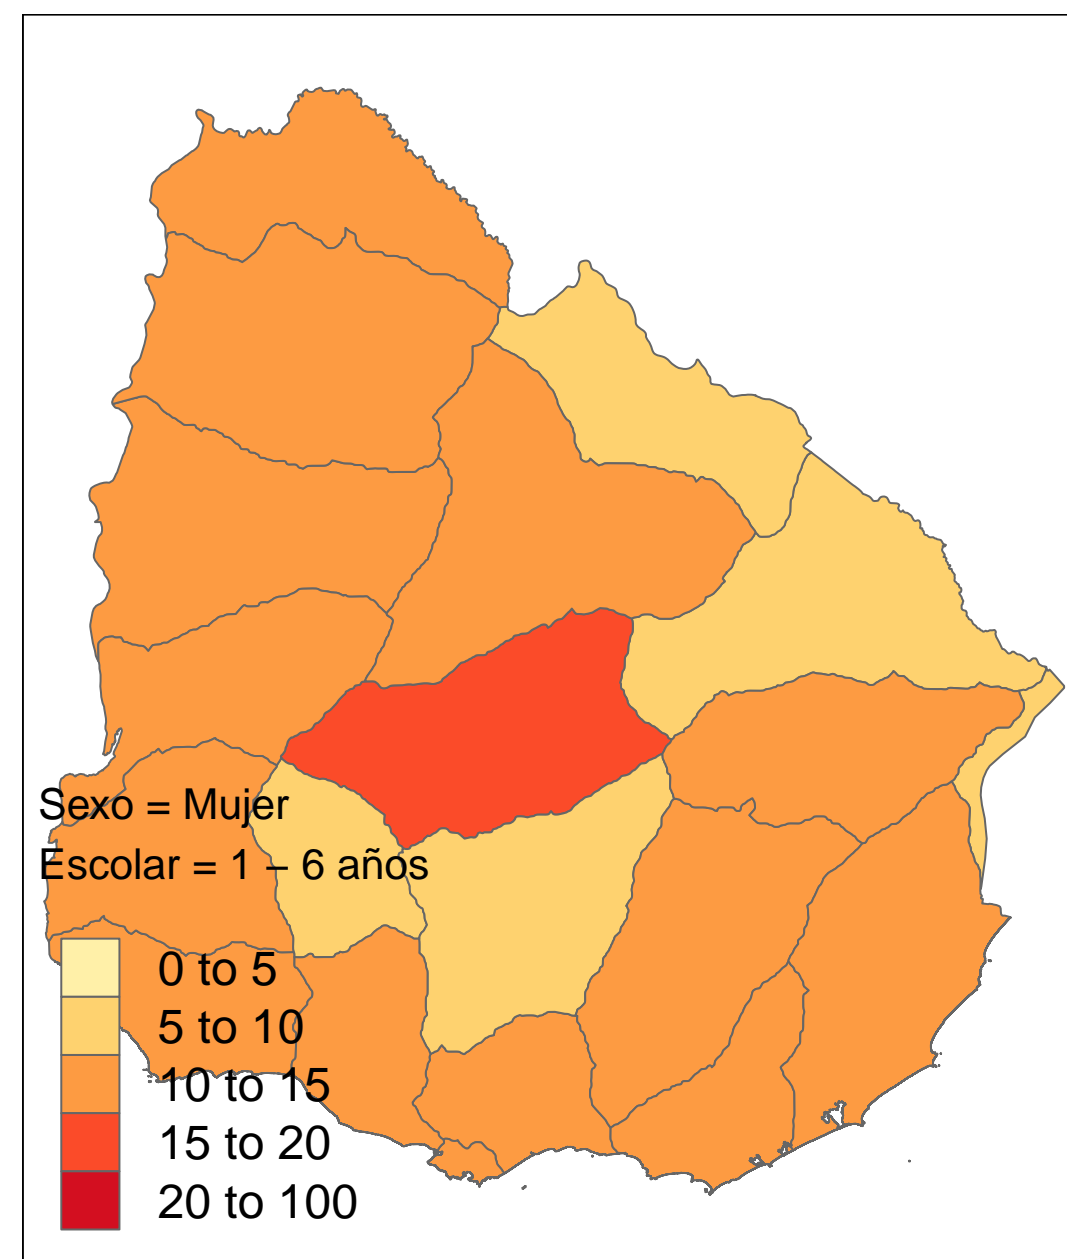 Sexo = Mujer
Escolar = 1 – 6 años
0 to 5
5 to 10
10 to 15
15 to 20
20 to 100